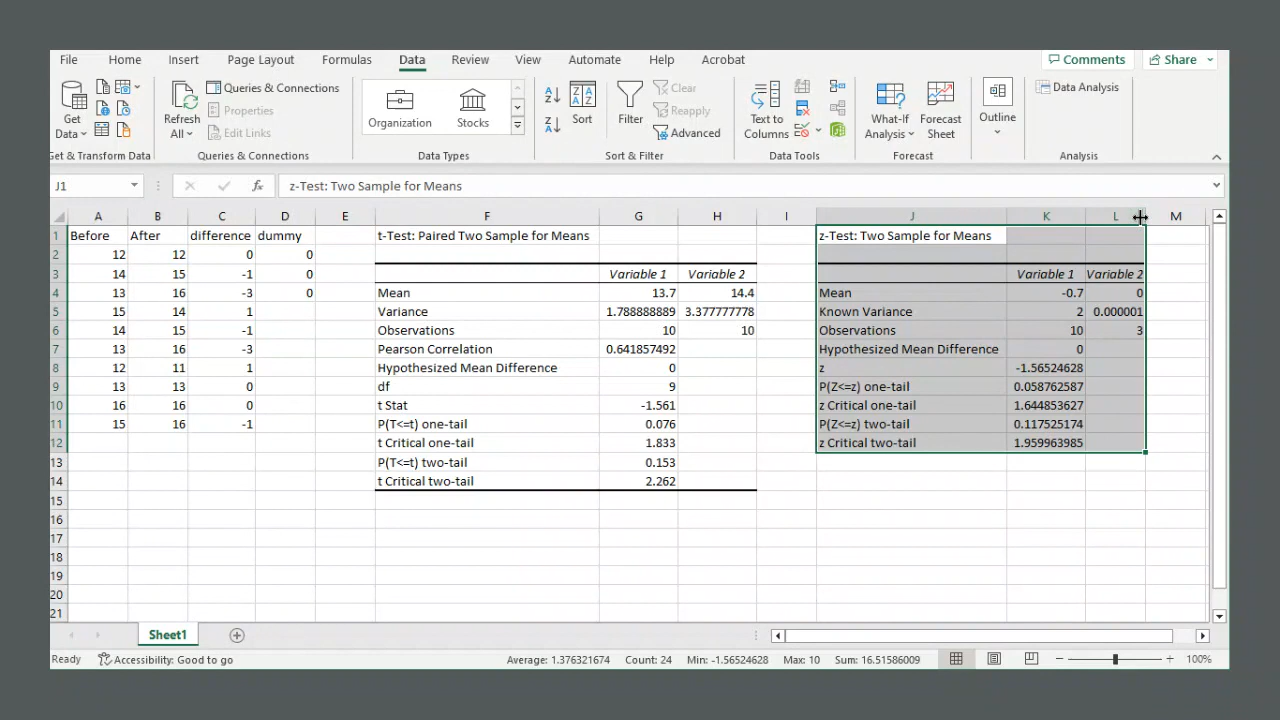 File Home Insert Page Layout Formulas Data Review View Automate Help Acrobat Comments Share
Get Data
Refresh All
Queries & Connections
Properties
Edit Links
Organization
Stocks
Sort
Filter
Clear
Reapply
Advanced
Text to Columns
What-If Analysis
Forecast Sheet
Outline
Data Analysis
Get & Transform Data Queries & Connections Data Types Sort & Filter Data Tools Forecast Analysis
J1 fx z-Test: Two Sample for Means
A B C D E F G H I J K L M
1 Before After difference dummy t-Test: Paired Two Sample for Means z-Test: Two Sample for Means
2 12 12 0 0
3 14 15 -1 0 Variable 1 Variable 2 Variable 1 Variable 2
4 13 16 -3 0 Mean 13.7 14.4 Mean -0.7 0
5 15 14 1 Variance 1.788888889 3.377777778 Known Variance 2 0.000001
6 14 15 -1 Observations 10 10 Observations 10 3
7 13 16 -3 Pearson Correlation 0.641857492 Hypothesized Mean Difference 0
8 12 11 1 Hypothesized Mean Difference 0 z -1.56524628
9 13 13 0 df 9 P(Z<=z) one-tail 0.058762587
10 16 16 0 t Stat -1.561 z Critical one-tail 1.644853627
11 15 16 -1 P(T<=t) one-tail 0.076 P(Z<=z) two-tail 0.117525174
12 t Critical one-tail 1.833 z Critical two-tail 1.959963985
13 P(T<=t) two-tail 0.153
14 t Critical two-tail 2.262
15
16
17
18
19
20
21
Sheet1
Ready Accessibility: Good to go Average: 1.376321674 Count: 24 Min: -1.56524628 Max: 10 Sum: 16.51586009 100%